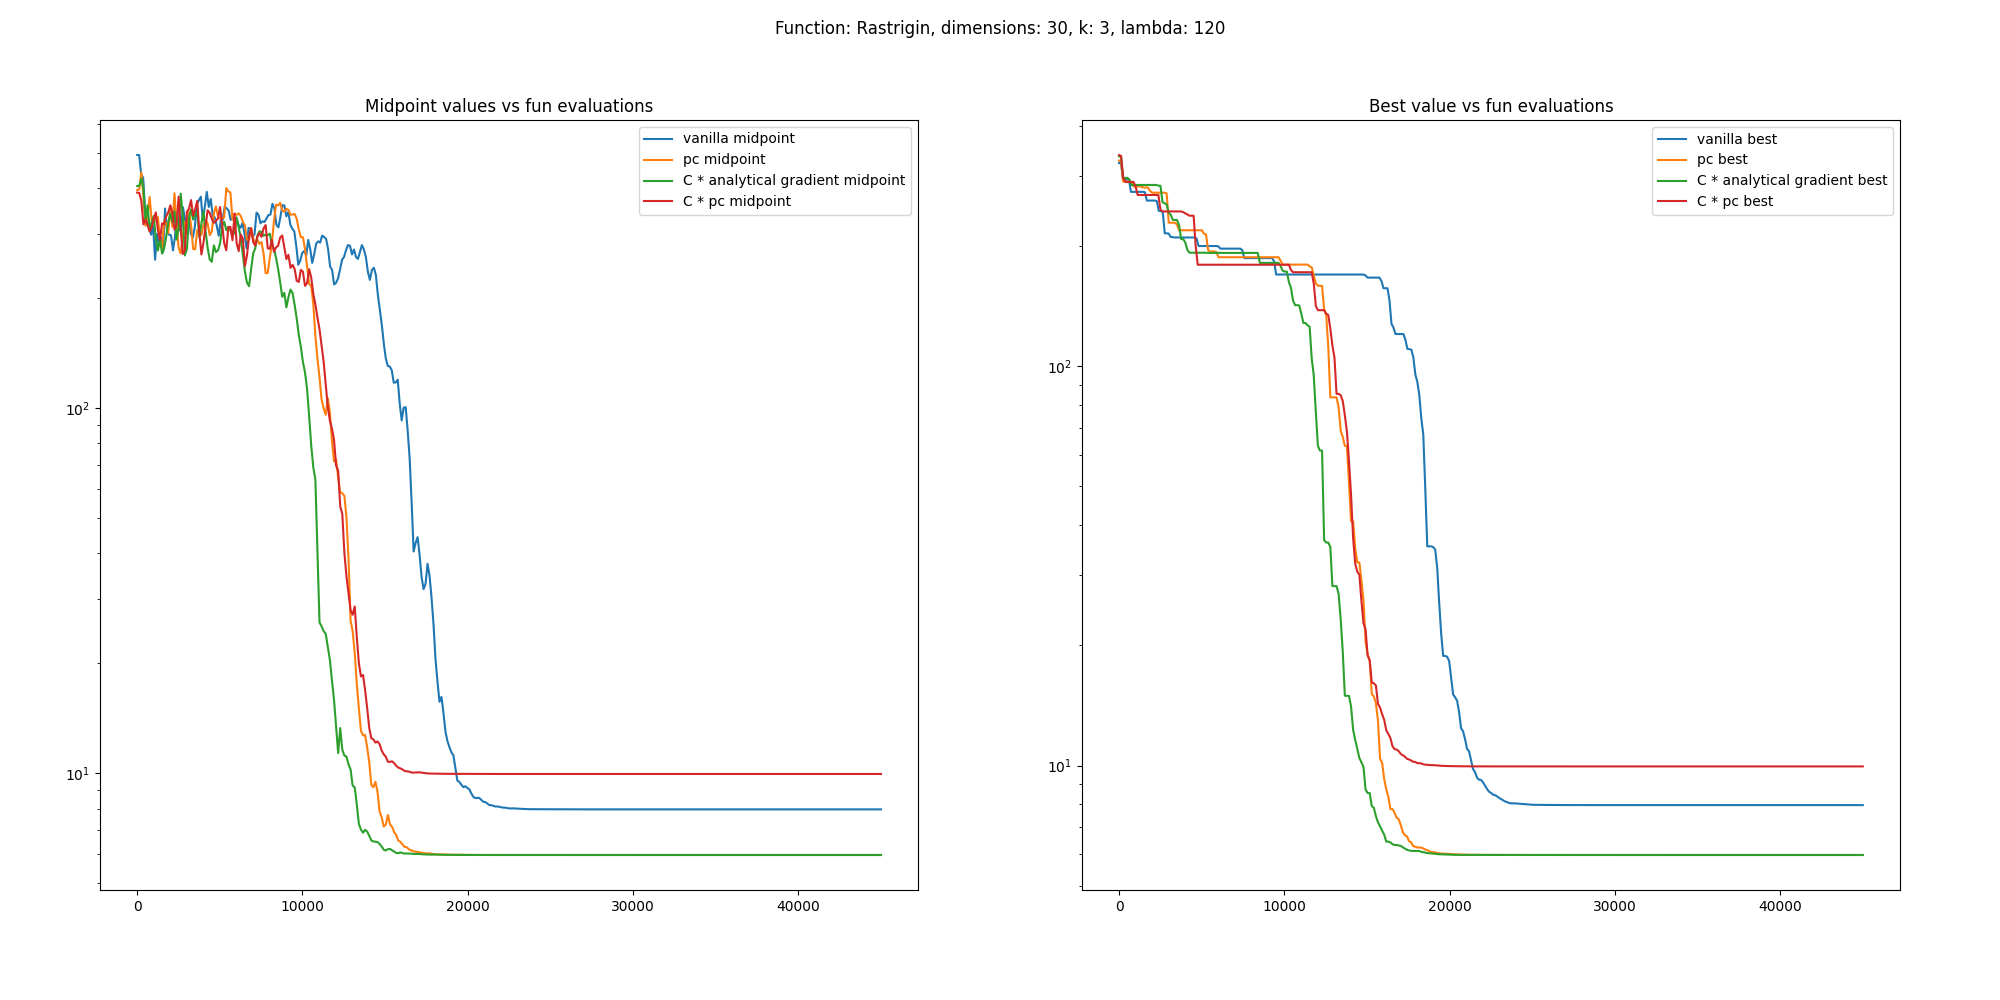 Function: Rastrigin, dimensions: 30, k: 3, lambda: 120
Midpoint values vs fun evaluations
vanilla midpoint
pc midpoint
C * analytical gradient midpoint
C * pc midpoint
10²
10¹
0
10000
20000
30000
40000
Best value vs fun evaluations
vanilla best
pc best
C * analytical gradient best
C * pc best
10²
10¹
0
10000
20000
30000
40000